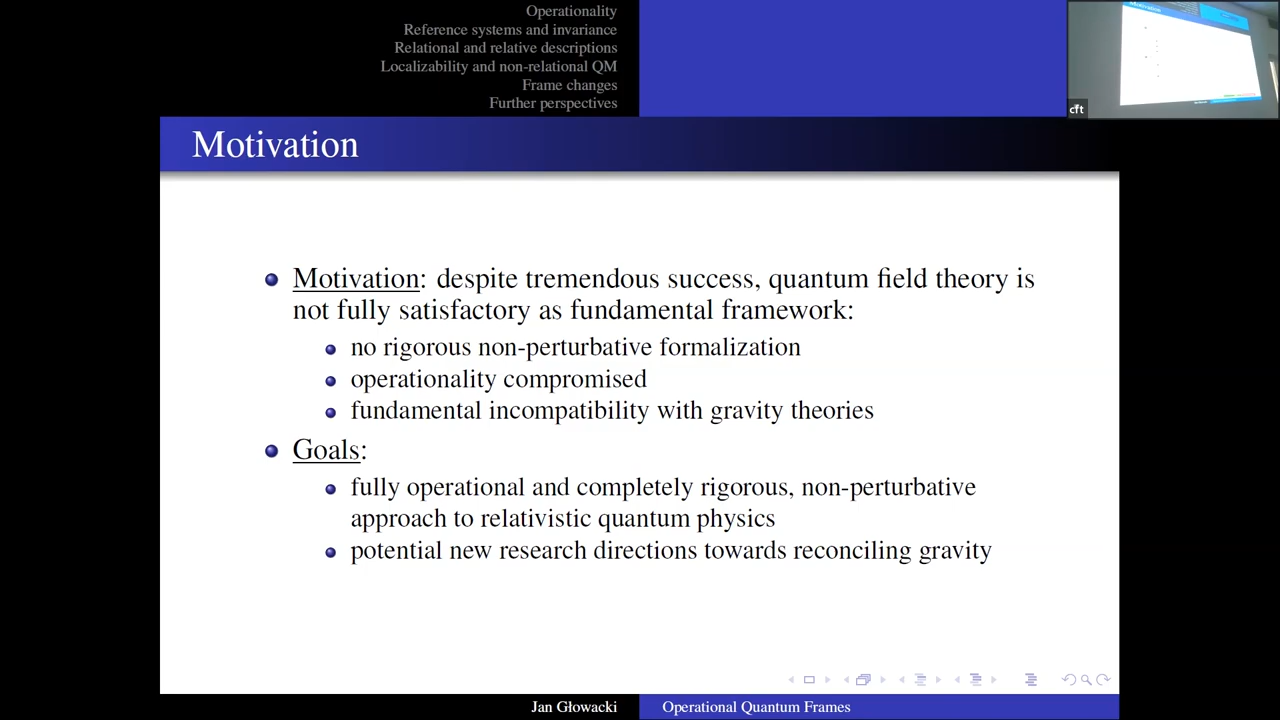 Operationality
Reference systems and invariance
Relational and relative descriptions
Localizability and non-relational QM
Frame changes
Further perspectives
cft
Motivation
Motivation: despite tremendous success, quantum field theory is
not fully satisfactory as fundamental framework:
no rigorous non-perturbative formalization
operationality compromised
fundamental incompatibility with gravity theories
Goals:
fully operational and completely rigorous, non-perturbative
approach to relativistic quantum physics
potential new research directions towards reconciling gravity
Jan Głowacki
Operational Quantum Frames